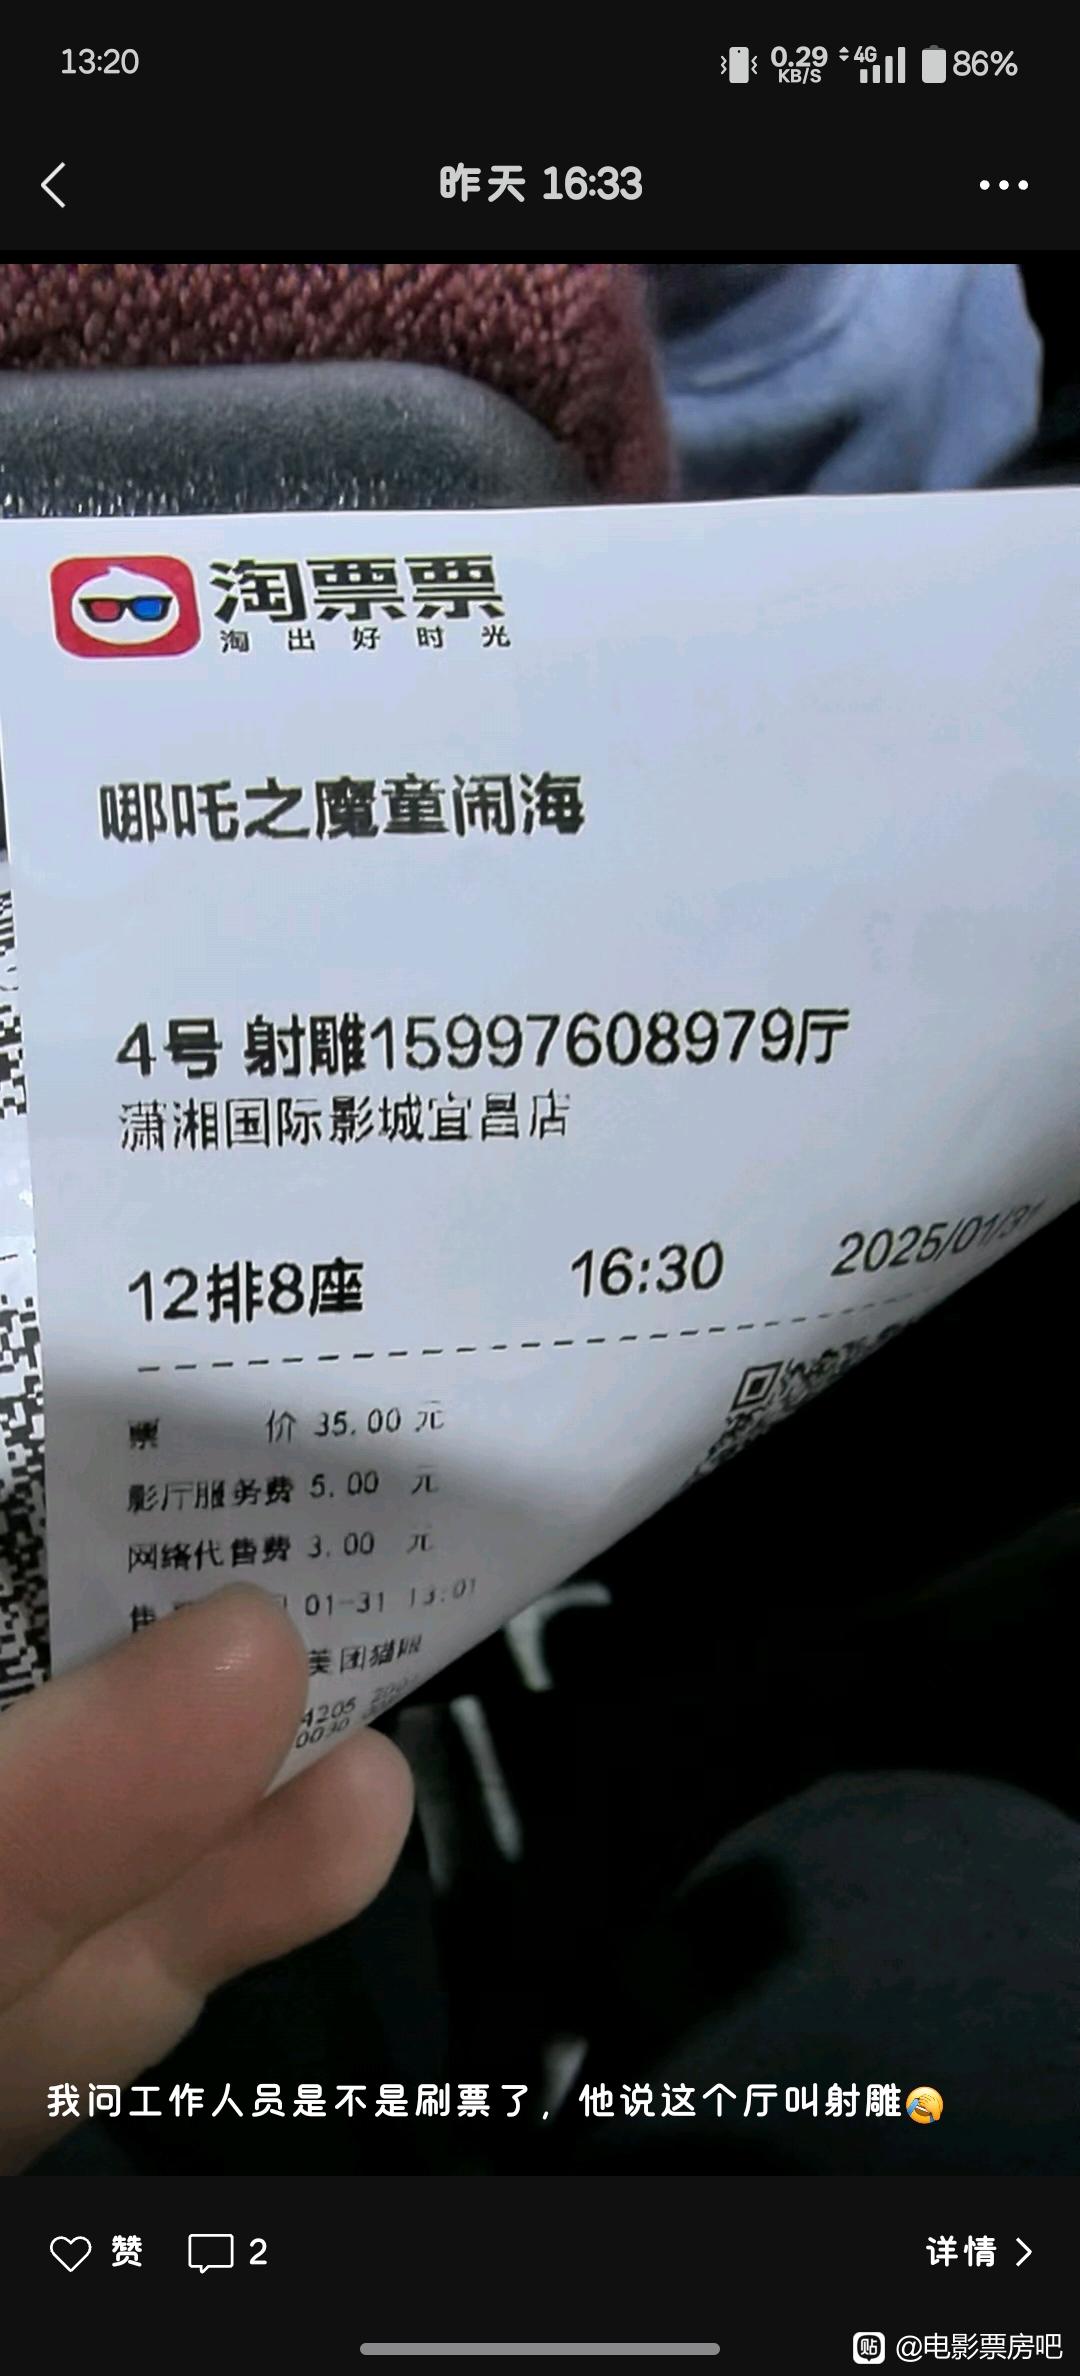 13:20
0.29 KB/S 4G 86%
昨天 16:33
淘票票
淘出好时光
哪吒之魔童闹海
4号 射雕15997608979厅
潇湘国际影城宜昌店
12排8座 16:30 2025/01/31
票 价 35.00 元
影厅服务费 5.00 元
网络代售费 3.00 元
售 01-31 13:01
美团猫眼
4205
0030
我问工作人员是不是刷票了，他说这个厅叫射雕🤣
赞 2 详情
贴 @电影票房吧